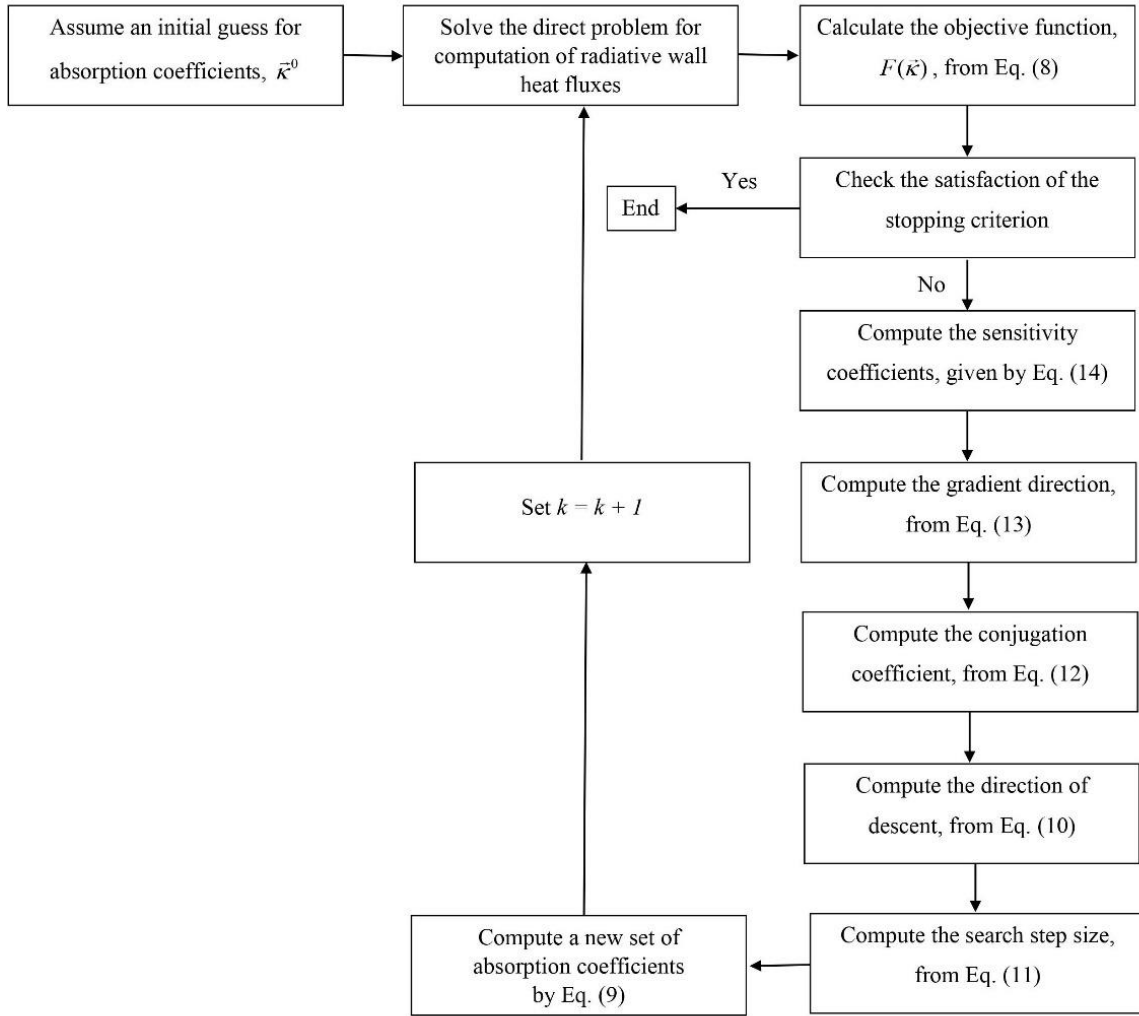 Assume an initial guess for
absorption coefficients, κ⃗⁰
Solve the direct problem for
computation of radiative wall
heat fluxes
Calculate the objective function,
F(κ⃗) , from Eq. (8)
Check the satisfaction of the
stopping criterion
Yes
End
No
Compute the sensitivity
coefficients, given by Eq. (14)
Compute the gradient direction,
from Eq. (13)
Compute the conjugation
coefficient, from Eq. (12)
Compute the direction of
descent, from Eq. (10)
Compute the search step size,
from Eq. (11)
Compute a new set of
absorption coefficients
by Eq. (9)
Set k = k + 1